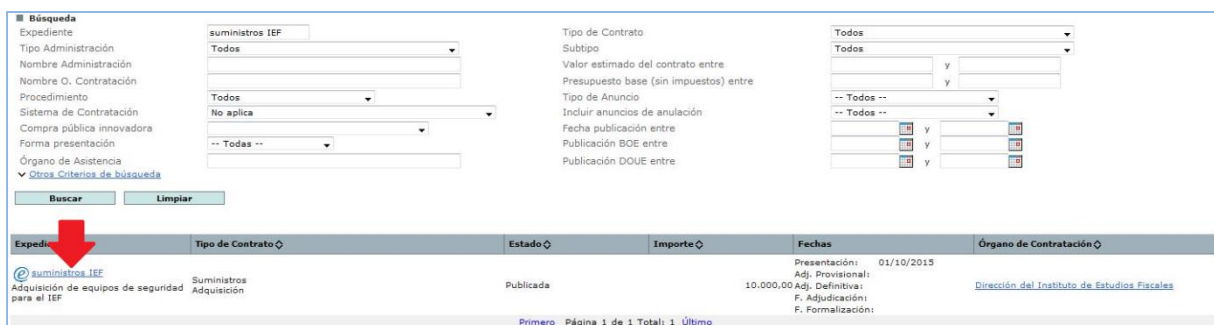 Búsqueda
Expediente suministros IEF Tipo de Contrato Todos
Tipo Administración Todos Subtipo Todos
Nombre Administración Valor estimado del contrato entre y
Nombre O. Contratación Presupuesto base (sin impuestos) entre y
Procedimiento Todos Tipo de Anuncio -- Todos --
Sistema de Contratación No aplica Incluir anuncios de anulación -- Todos --
Compra pública innovadora Fecha publicación entre y
Forma presentación -- Todas -- Publicación BOE entre y
Órgano de Asistencia Publicación DOUE entre y
Otros Criterios de búsqueda
Buscar Limpiar
Tipo de Contrato Estado Importe Fechas Órgano de Contratación
Presentación: 01/10/2015
suministros IEF Suministros Adj. Provisional:
Adquisición de equipos de seguridad Adquisición Publicada 10.000,00 Adj. Definitiva: Dirección del Instituto de Estudios Fiscales
para el IEF F. Adjudicación:
F. Formalización:
Primero Página 1 de 1 Total: 1 Último